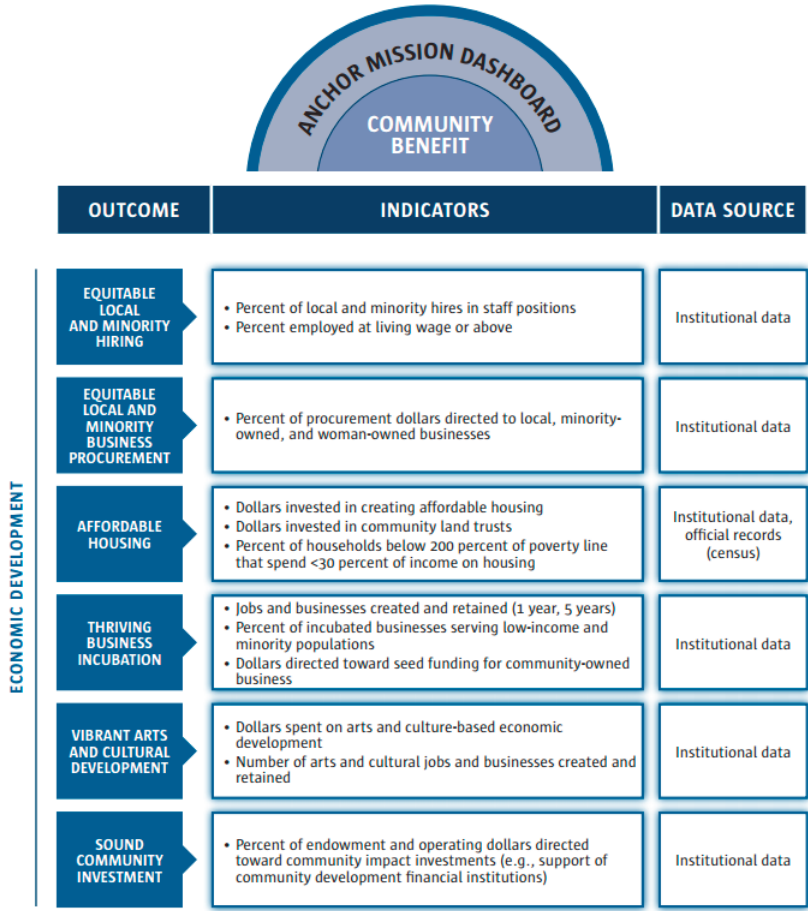 ANCHOR MISSION DASHBOARD
COMMUNITY
BENEFIT
OUTCOME
INDICATORS
DATA SOURCE
ECONOMIC DEVELOPMENT
EQUITABLE
LOCAL
AND MINORITY
HIRING
• Percent of local and minority hires in staff positions
• Percent employed at living wage or above
Institutional data
EQUITABLE
LOCAL AND
MINORITY
BUSINESS
PROCUREMENT
• Percent of procurement dollars directed to local, minority-
owned, and woman-owned businesses
Institutional data
AFFORDABLE
HOUSING
• Dollars invested in creating affordable housing
• Dollars invested in community land trusts
• Percent of households below 200 percent of poverty line
that spend <30 percent of income on housing
Institutional data,
official records
(census)
THRIVING
BUSINESS
INCUBATION
• Jobs and businesses created and retained (1 year, 5 years)
• Percent of incubated businesses serving low-income and
minority populations
• Dollars directed toward seed funding for community-owned
business
Institutional data
VIBRANT ARTS
AND CULTURAL
DEVELOPMENT
• Dollars spent on arts and culture-based economic
development
• Number of arts and cultural jobs and businesses created and
retained
Institutional data
SOUND
COMMUNITY
INVESTMENT
• Percent of endowment and operating dollars directed
toward community impact investments (e.g., support of
community development financial institutions)
Institutional data